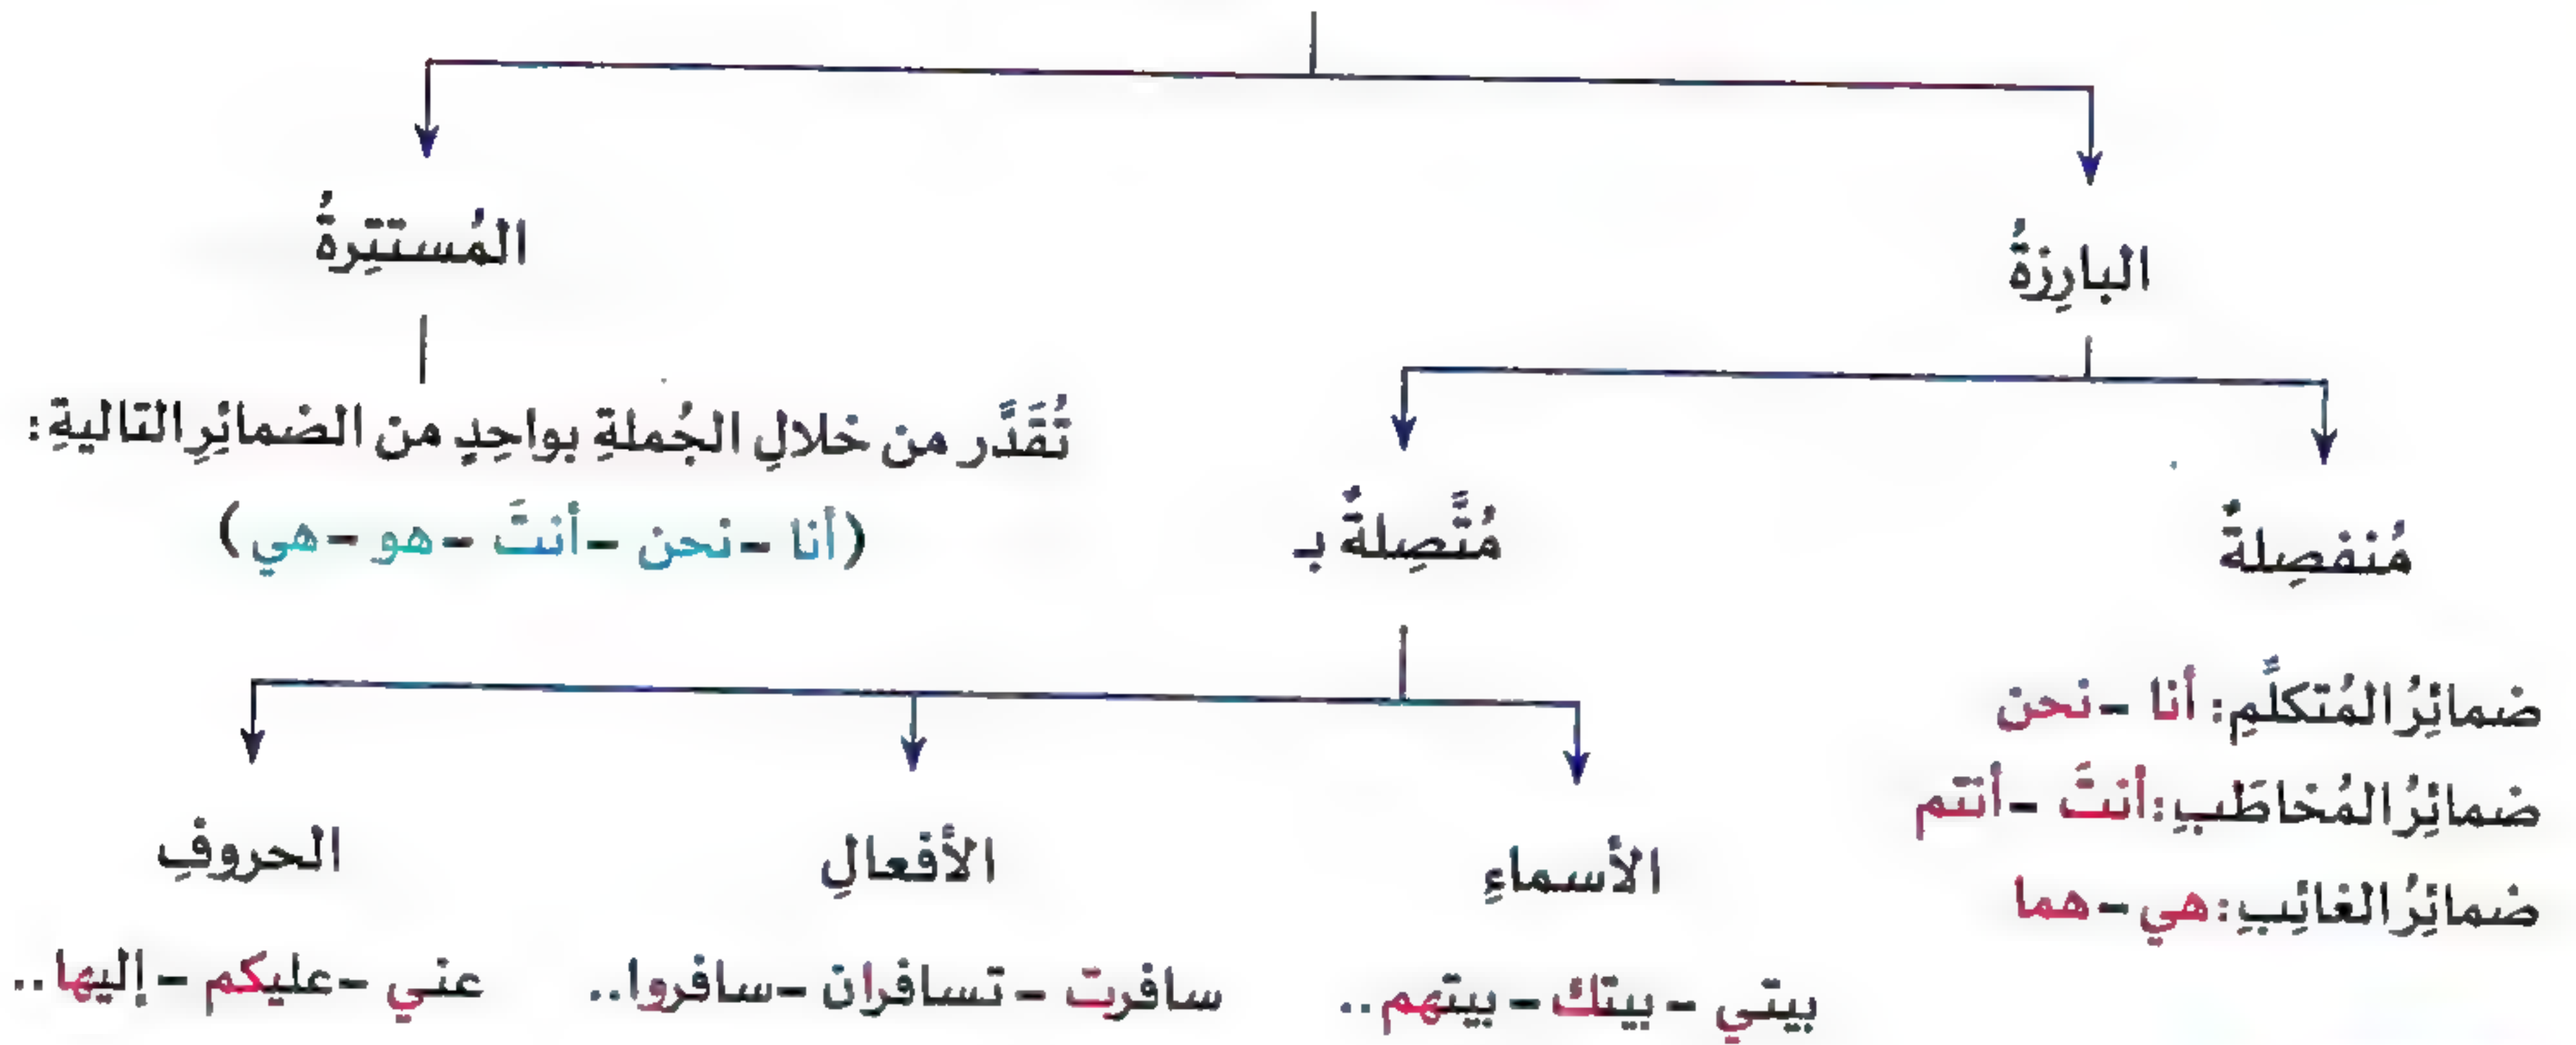 البارِزةُ
المُستتِرةُ
مُنفصِلةٌ
ضمائِرُ المُتكلِّمِ: أنا - نحن
ضمائِرُ المُخاطَبِ: أنتَ - أنتم
ضمائِرُ الغائِبِ: هي - هما
مُتَّصِلةٌ بـ
الأسماءِ
بيتي - بيتك - بيتهم..
الأفعالِ
سافرت - تسافران - سافروا..
الحروفِ
عني - عليكم - إليها..
تُقَدَّر من خلالِ الجُملةِ بواحِدٍ من الضمائِرِ التاليةِ:
(أنا - نحن - أنتَ - هو - هي)